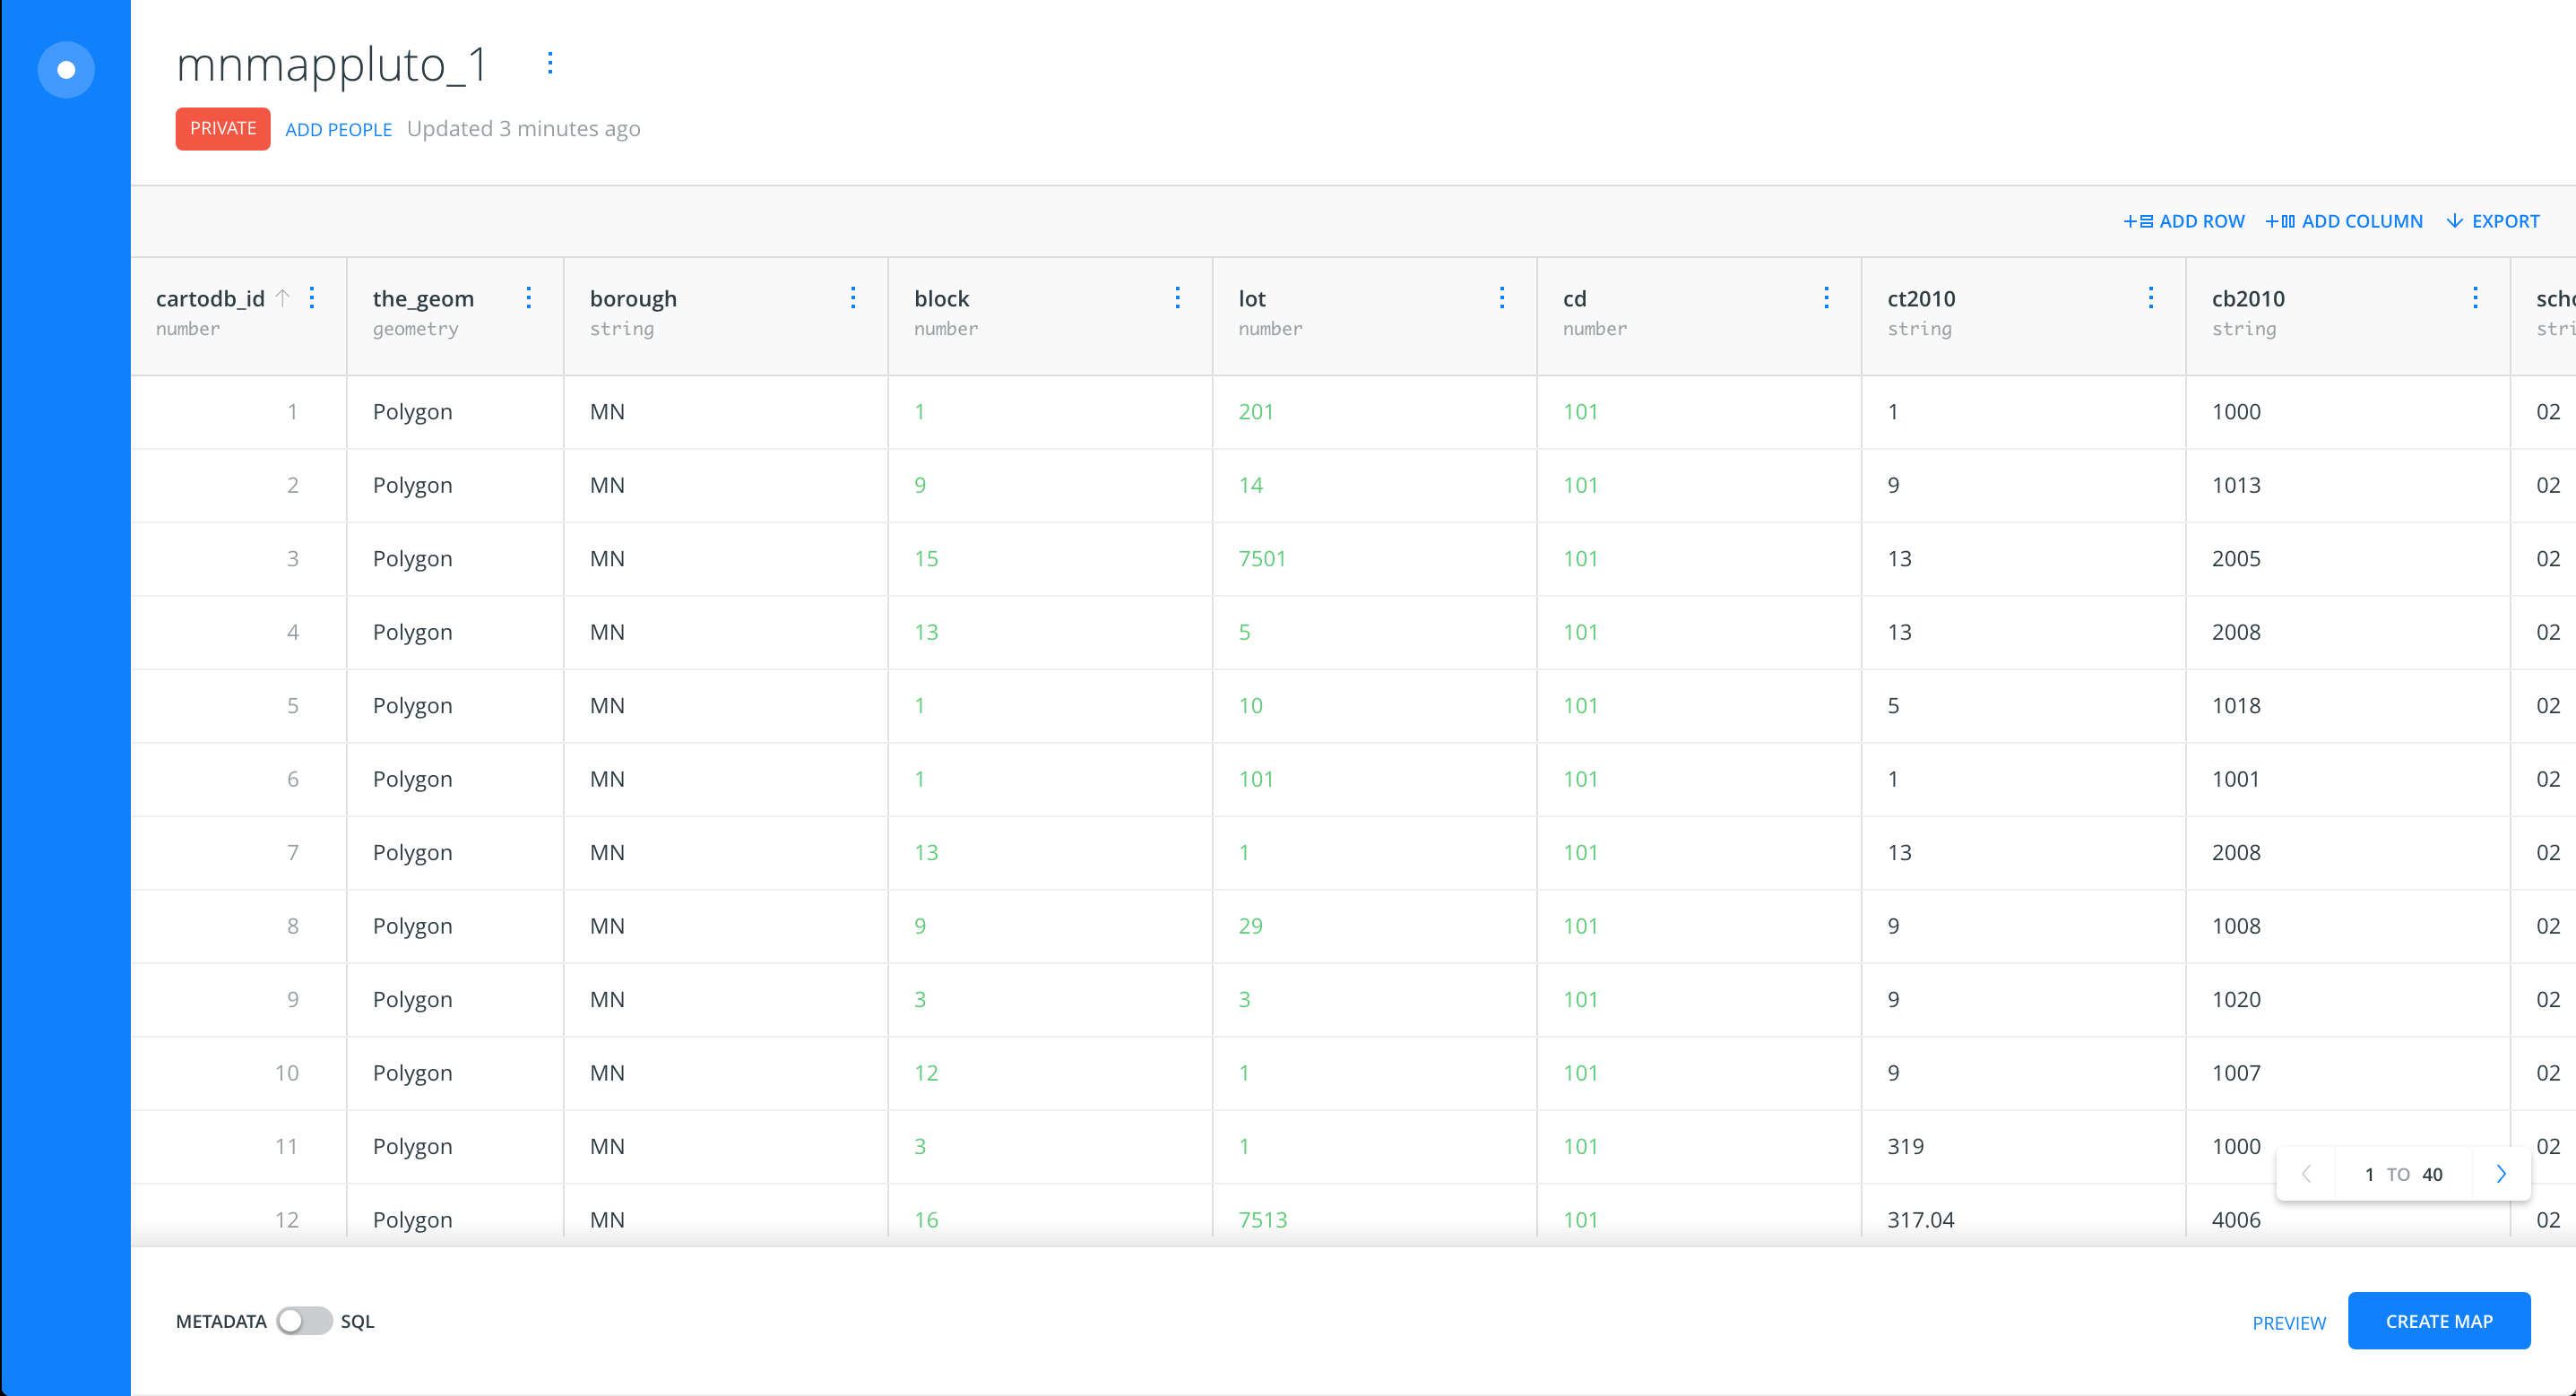 mnmappluto_1
PRIVATE ADD PEOPLE Updated 3 minutes ago
ADD ROW ADD COLUMN EXPORT
cartodb_id the_geom borough block lot cd ct2010 cb2010 scho
number geometry string number number number string string stri
1 Polygon MN 1 201 101 1 1000 02
2 Polygon MN 9 14 101 9 1013 02
3 Polygon MN 15 7501 101 13 2005 02
4 Polygon MN 13 5 101 13 2008 02
5 Polygon MN 1 10 101 5 1018 02
6 Polygon MN 1 101 101 1 1001 02
7 Polygon MN 13 1 101 13 2008 02
8 Polygon MN 9 29 101 9 1008 02
9 Polygon MN 3 3 101 9 1020 02
10 Polygon MN 12 1 101 9 1007 02
11 Polygon MN 3 1 101 319 1000 02
1 TO 40
12 Polygon MN 16 7513 101 317.04 4006 02
METADATA SQL PREVIEW CREATE MAP